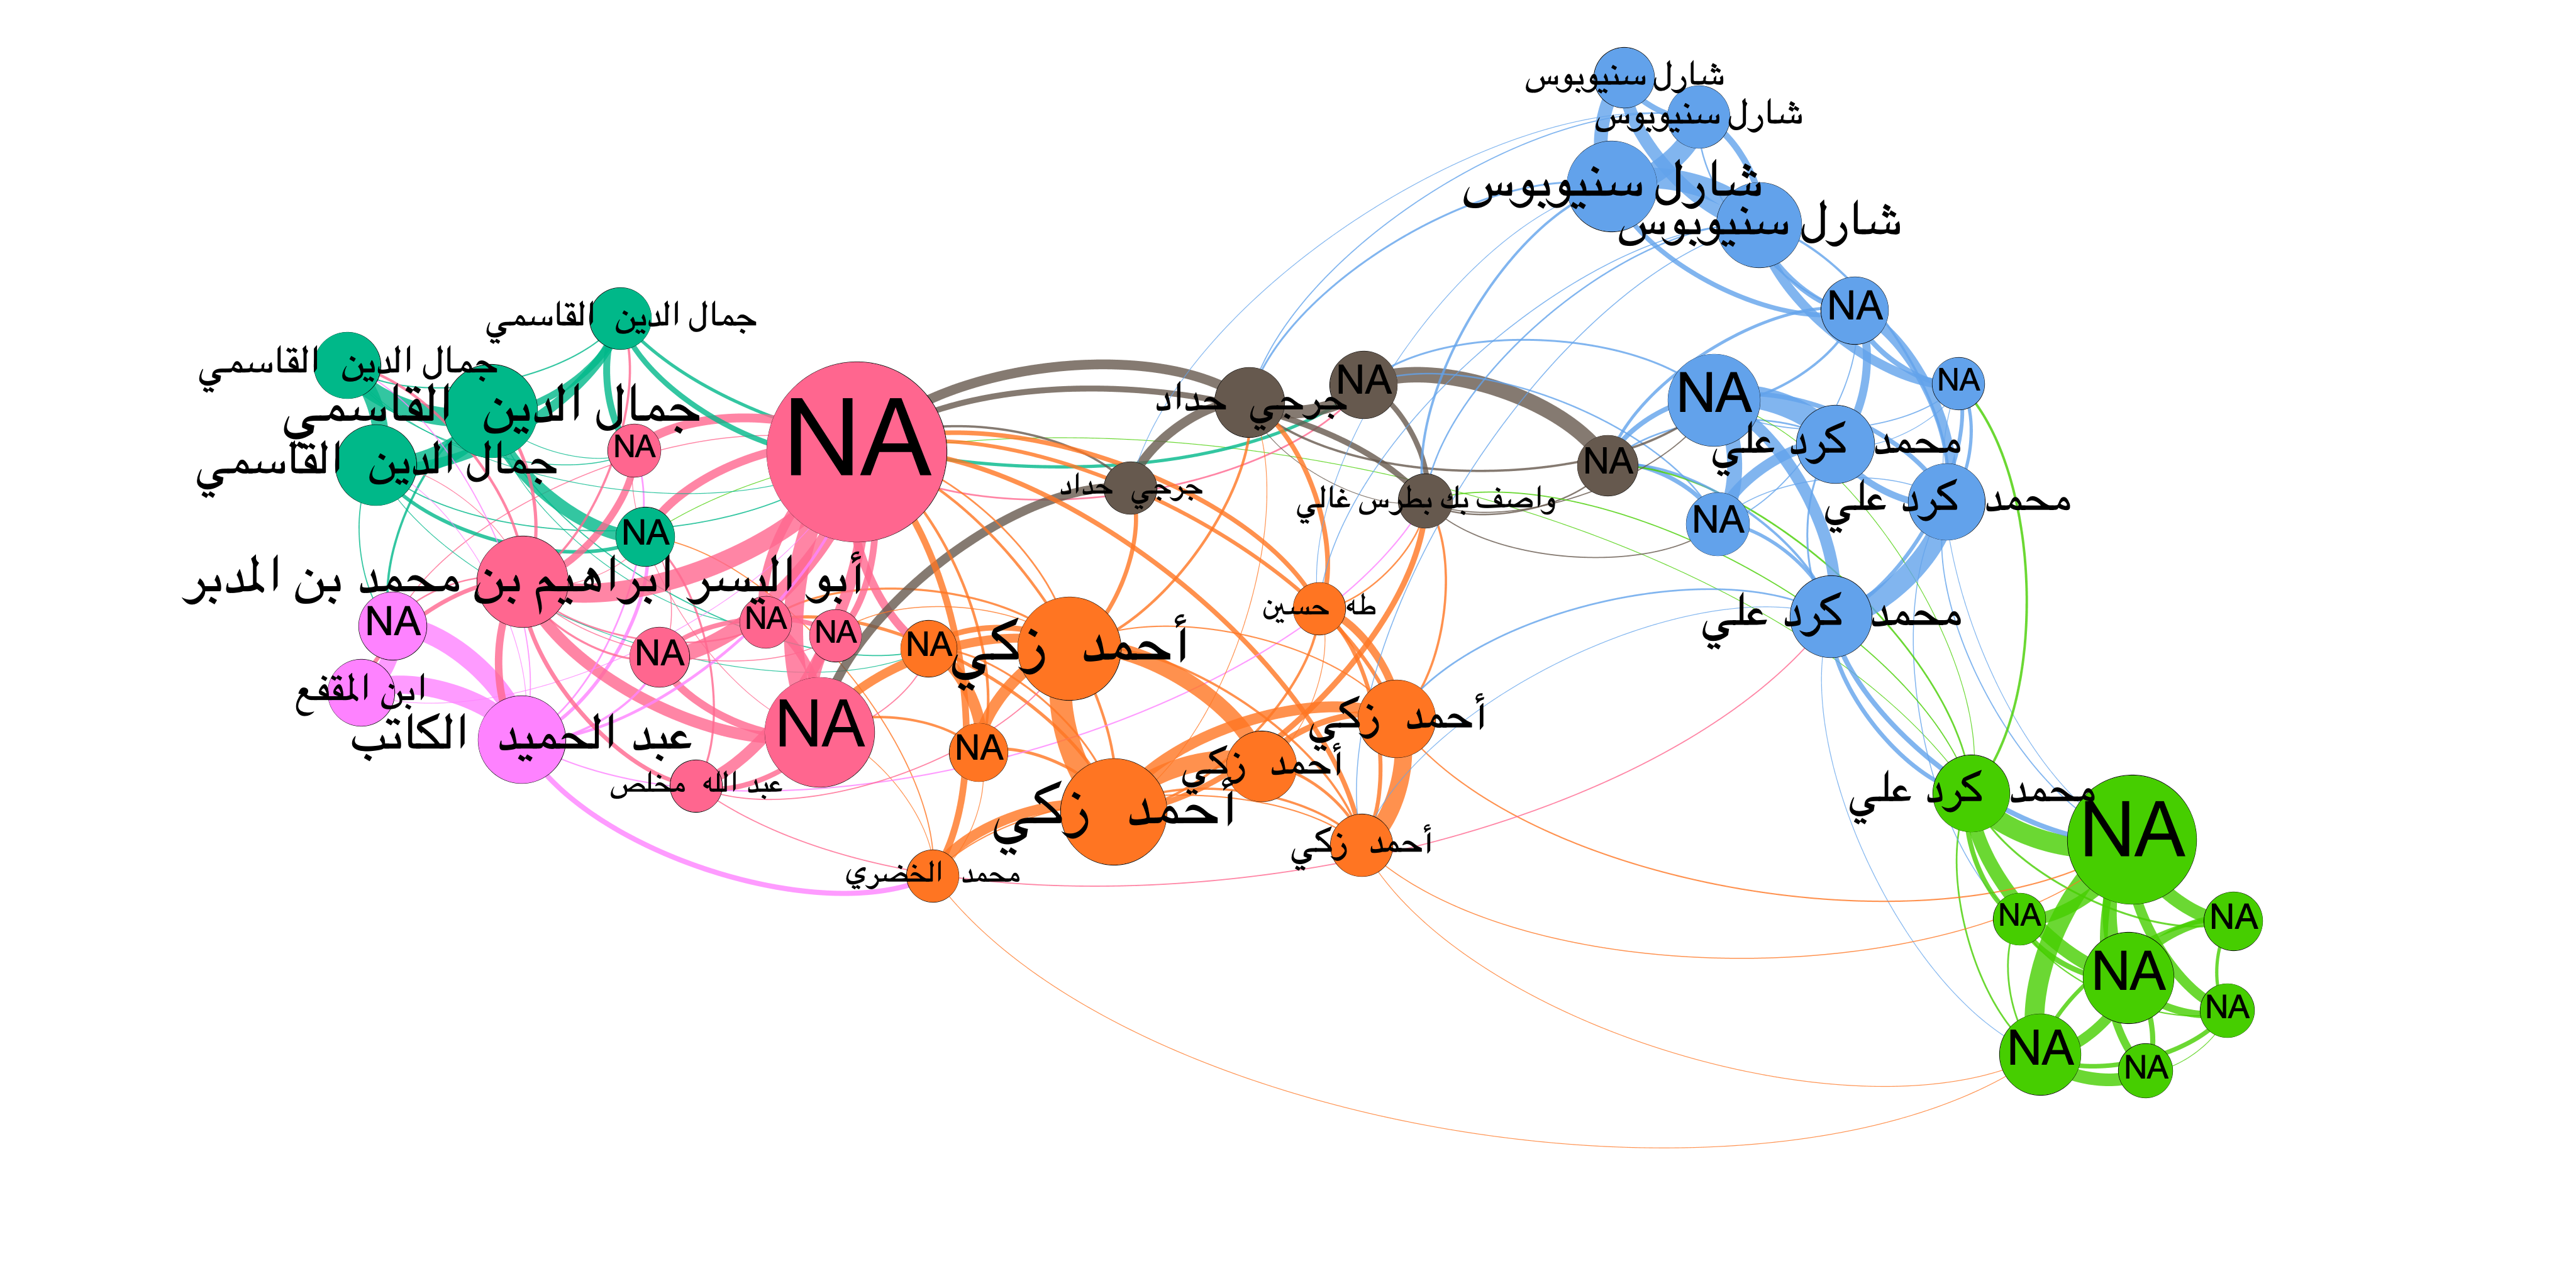 شارل سنيوبوس
شارل سنيوبوس
شارل سنيوبوس
شارل سنيوبوس
NA
جمال الدين القاسمي
جمال الدين القاسمي
NA
NA
جرجي حداد
NA
جمال الدين القاسمي
NA
NA
محمد كرد علي
NA
جمال الدين القاسمي
NA
جرجي حداد
واصف بك بطرس غالي
محمد كرد علي
NA
NA
أبو اليسر ابراهيم بن محمد بن المدبر
طه حسين
محمد كرد علي
NA
NA
NA
NA
NA
أحمد زكي
ابن المقفع
أحمد زكي
عبد الحميد الكاتب
NA
NA
أحمد زكي
عبد الله مخلص
محمد كرد علي
أحمد زكي
NA
أحمد زكي
محمد الخضري
NA
NA
NA
NA
NA
NA